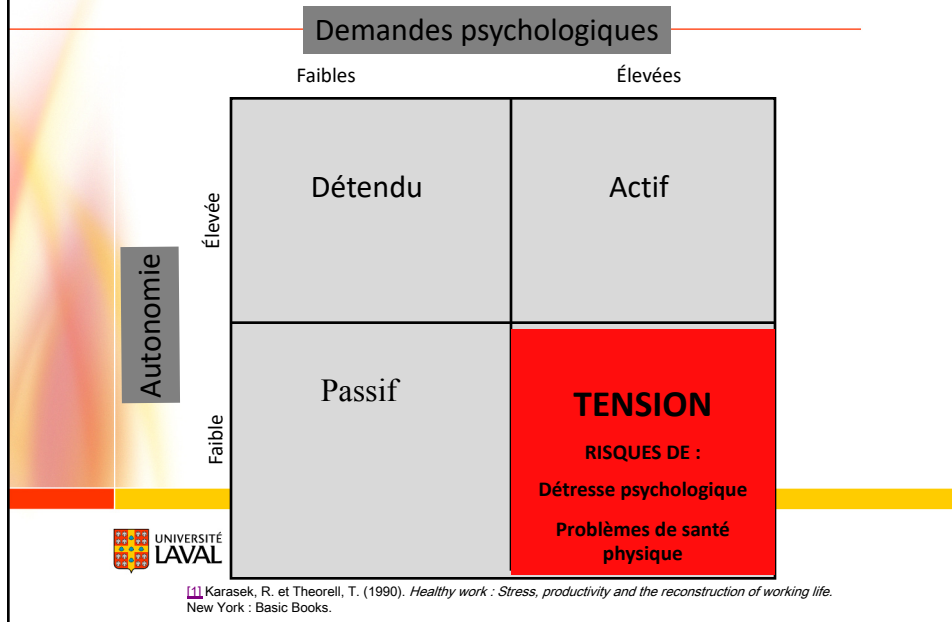 Demandes psychologiques
Faibles
Élevées
Autonomie
Élevée
Détendu
Actif
Faible
Passif
TENSION
RISQUES DE :
Détresse psychologique
Problèmes de santé
physique
UNIVERSITÉ
LAVAL
[1] Karasek, R. et Theorell, T. (1990). Healthy work : Stress, productivity and the reconstruction of working life.
New York : Basic Books.